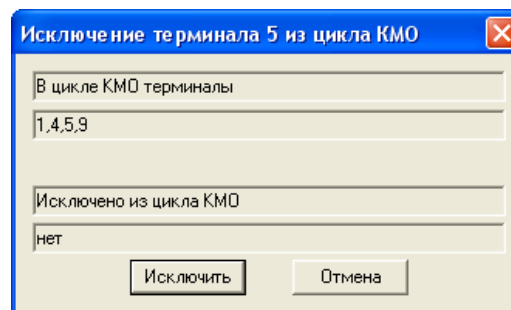 Исключение терминала 5 из цикла КМО
В цикле КМО терминалы
1,4,5,9
Исключено из цикла КМО
нет
Исключить Отмена